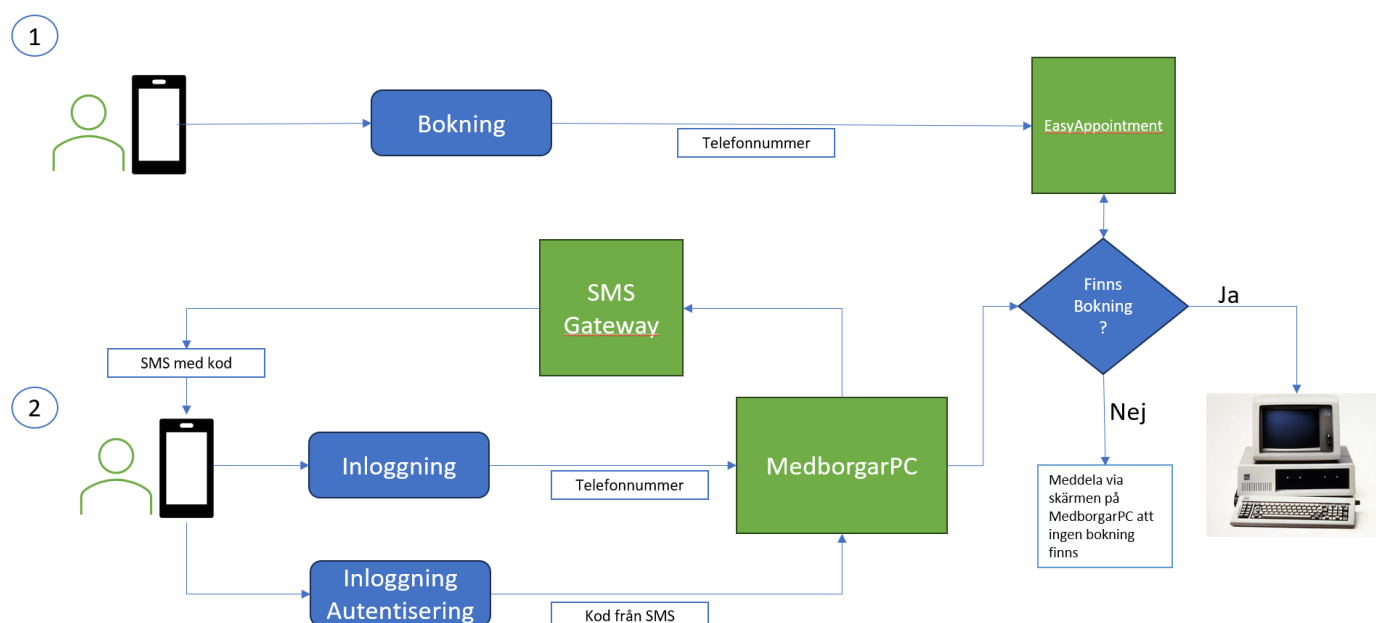 1
Bokning
Telefonnummer
EasyAppointment
SMS
Gateway
Finns
Bokning
?
Ja
SMS med kod
2
Nej
Inloggning
Telefonnummer
MedborgarPC
Meddela via
skärmen på
MedborgarPC att
ingen bokning
finns
Inloggning
Autentisering
Kod från SMS